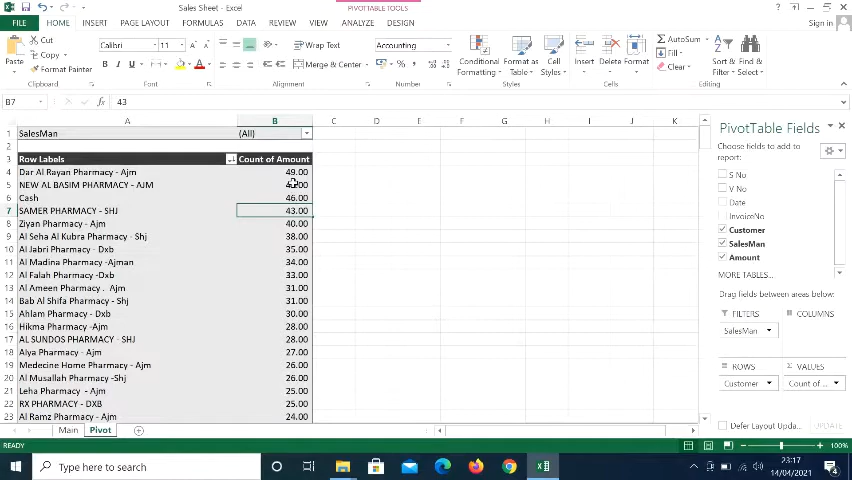 Sales Sheet - Excel
PIVOTTABLE TOOLS
Sign in
FILE HOME INSERT PAGE LAYOUT FORMULAS DATA REVIEW VIEW ANALYZE DESIGN
Cut
Copy
Format Painter
Paste
Clipboard
Calibri 11
B I U
Font
Wrap Text
Merge & Center
Alignment
Accounting
Number
Conditional Formatting
Format as Table
Cell Styles
Styles
Insert Delete Format
Cells
AutoSum
Fill
Clear
Sort & Filter
Find & Select
Editing
B7 fx 43
A B C D E F G H I J K
1 SalesMan (All)
2
3 Row Labels Count of Amount
4 Dar Al Rayan Pharmacy - Ajm 49.00
5 NEW AL BASIM PHARMACY - AJM
6 Cash 46.00
7 SAMER PHARMACY - SHJ 43.00
8 Ziyan Pharmacy - Ajm 40.00
9 Al Seha Al Kubra Pharmacy - Shj 38.00
10 Al Jabri Pharmacy - Dxb 35.00
11 Al Madina Pharmacy -Ajman 34.00
12 Al Falah Pharmacy -Dxb 33.00
13 Al Ameen Pharmacy . Ajm 31.00
14 Bab Al Shifa Pharmacy - Shj 31.00
15 Ahlam Pharmacy - Dxb 30.00
16 Hikma Pharmacy -Ajm 28.00
17 AL SUNDOS PHARMACY - SHJ 28.00
18 Alya Pharmacy - Ajm 27.00
19 Medecine Home Pharmacy - Ajm 26.00
20 Al Musallah Pharmacy -Shj 26.00
21 Leha Pharmacy - Ajm 25.00
22 RX PHARMACY - DXB 25.00
23 Al Ramz Pharmacy - Ajm 24.00
Main Pivot
PivotTable Fields
Choose fields to add to report:
S No
V No
Date
InvoiceNo
Customer
SalesMan
Amount
MORE TABLES...
Drag fields between areas below:
FILTERS COLUMNS
SalesMan
ROWS Σ VALUES
Customer Count of ...
Defer Layout Upda... UPDATE
READY 100%
Type here to search
23:17
14/04/2021
4